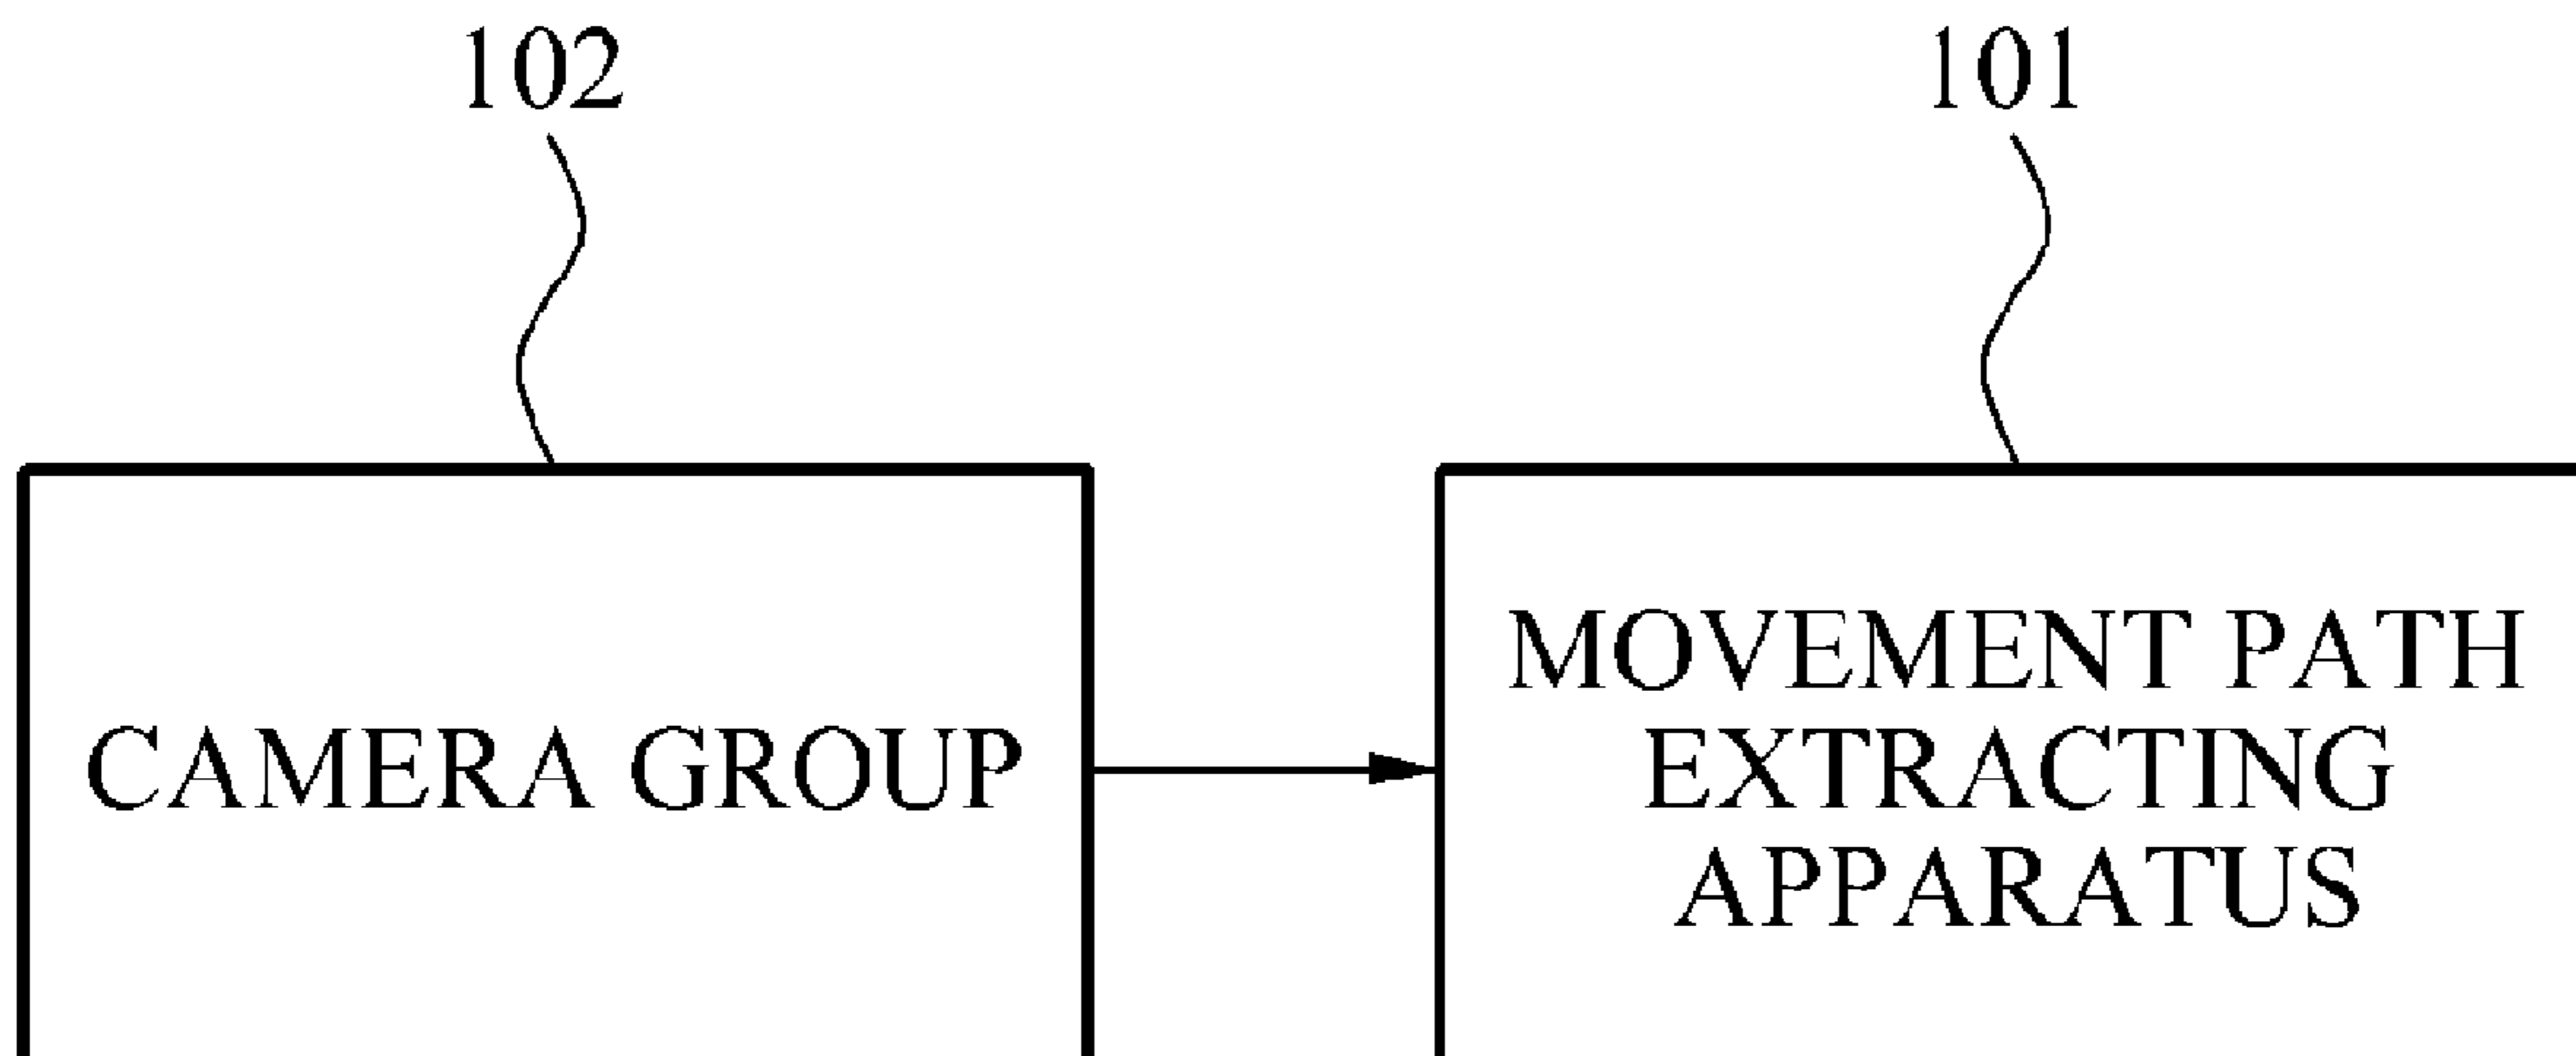 102
101
CAMERA GROUP
MOVEMENT PATH
EXTRACTING
APPARATUS